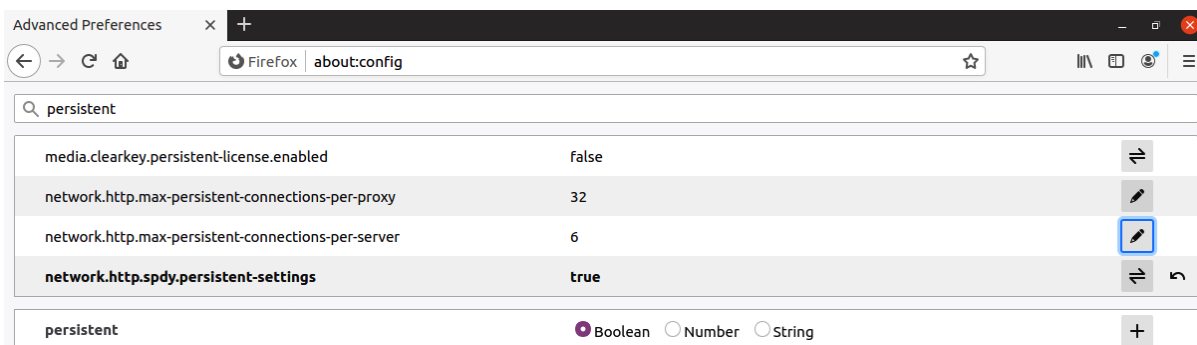 Advanced Preferences
Firefox about:config
persistent
media.clearkey.persistent-license.enabled false
network.http.max-persistent-connections-per-proxy 32
network.http.max-persistent-connections-per-server 6
network.http.spdy.persistent-settings true
persistent Boolean Number String